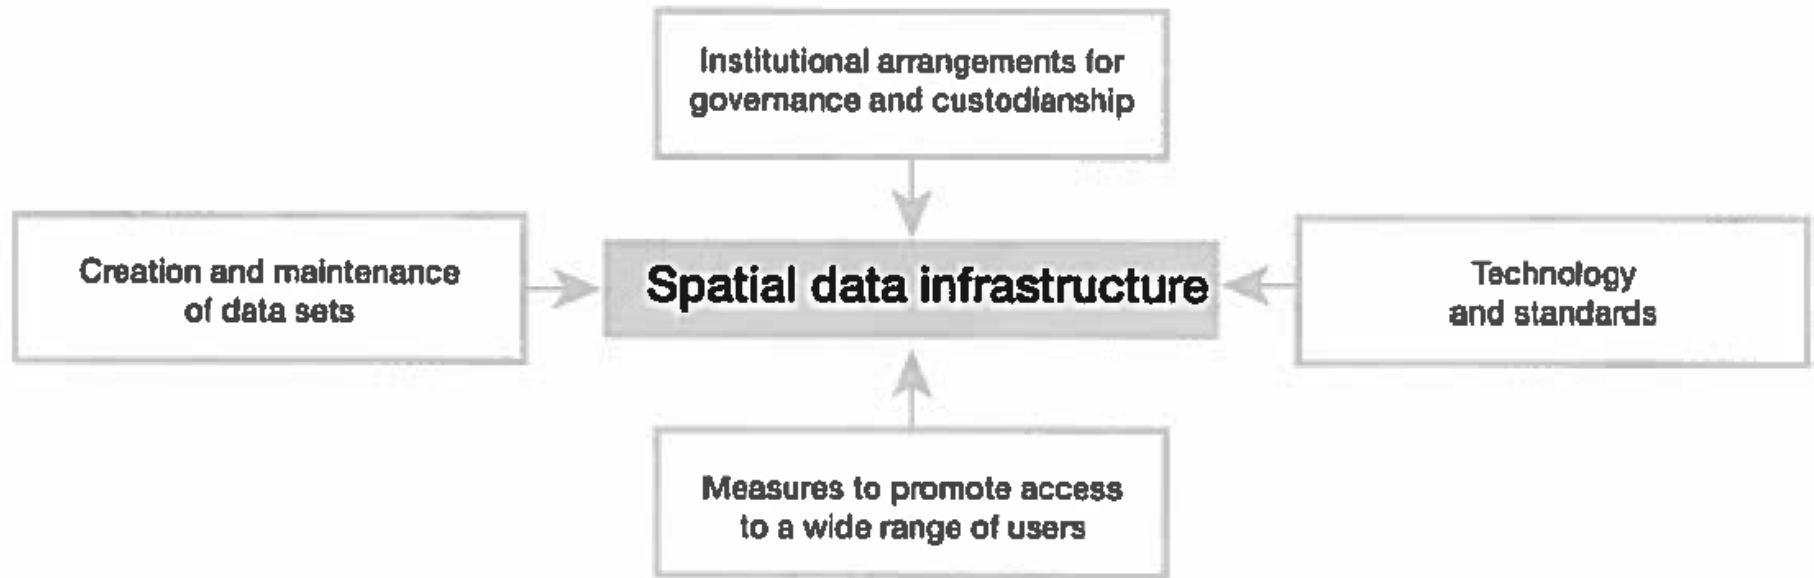 Institutional arrangements for
governance and custodianship
Creation and maintenance
of data sets
Spatial data infrastructure
Technology
and standards
Measures to promote access
to a wide range of users